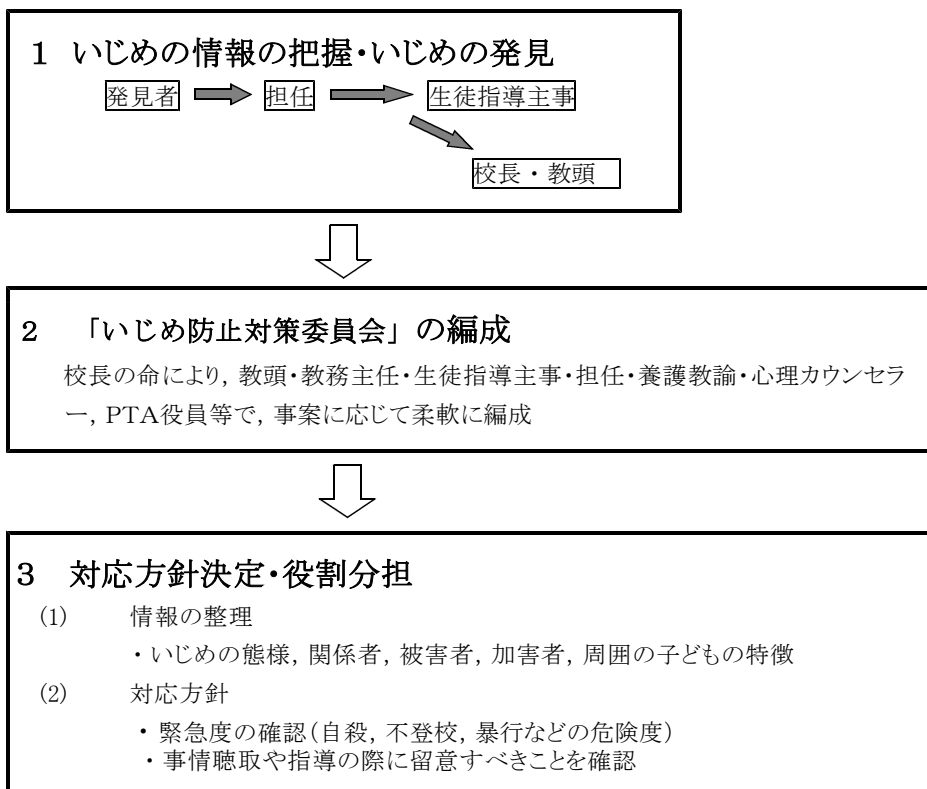 1 いじめの情報の把握・いじめの発見
発見者 担任 生徒指導主事
校長・教頭
2 「いじめ防止対策委員会」の編成
校長の命により,教頭・教務主任・生徒指導主事・担任・養護教諭・心理カウンセラ
ー,PTA役員等で,事案に応じて柔軟に編成
3 対応方針決定・役割分担
(1) 情報の整理
・いじめの態様,関係者,被害者,加害者,周囲の子どもの特徴
(2) 対応方針
・緊急度の確認(自殺,不登校,暴行などの危険度)
・事情聴取や指導の際に留意すべきことを確認